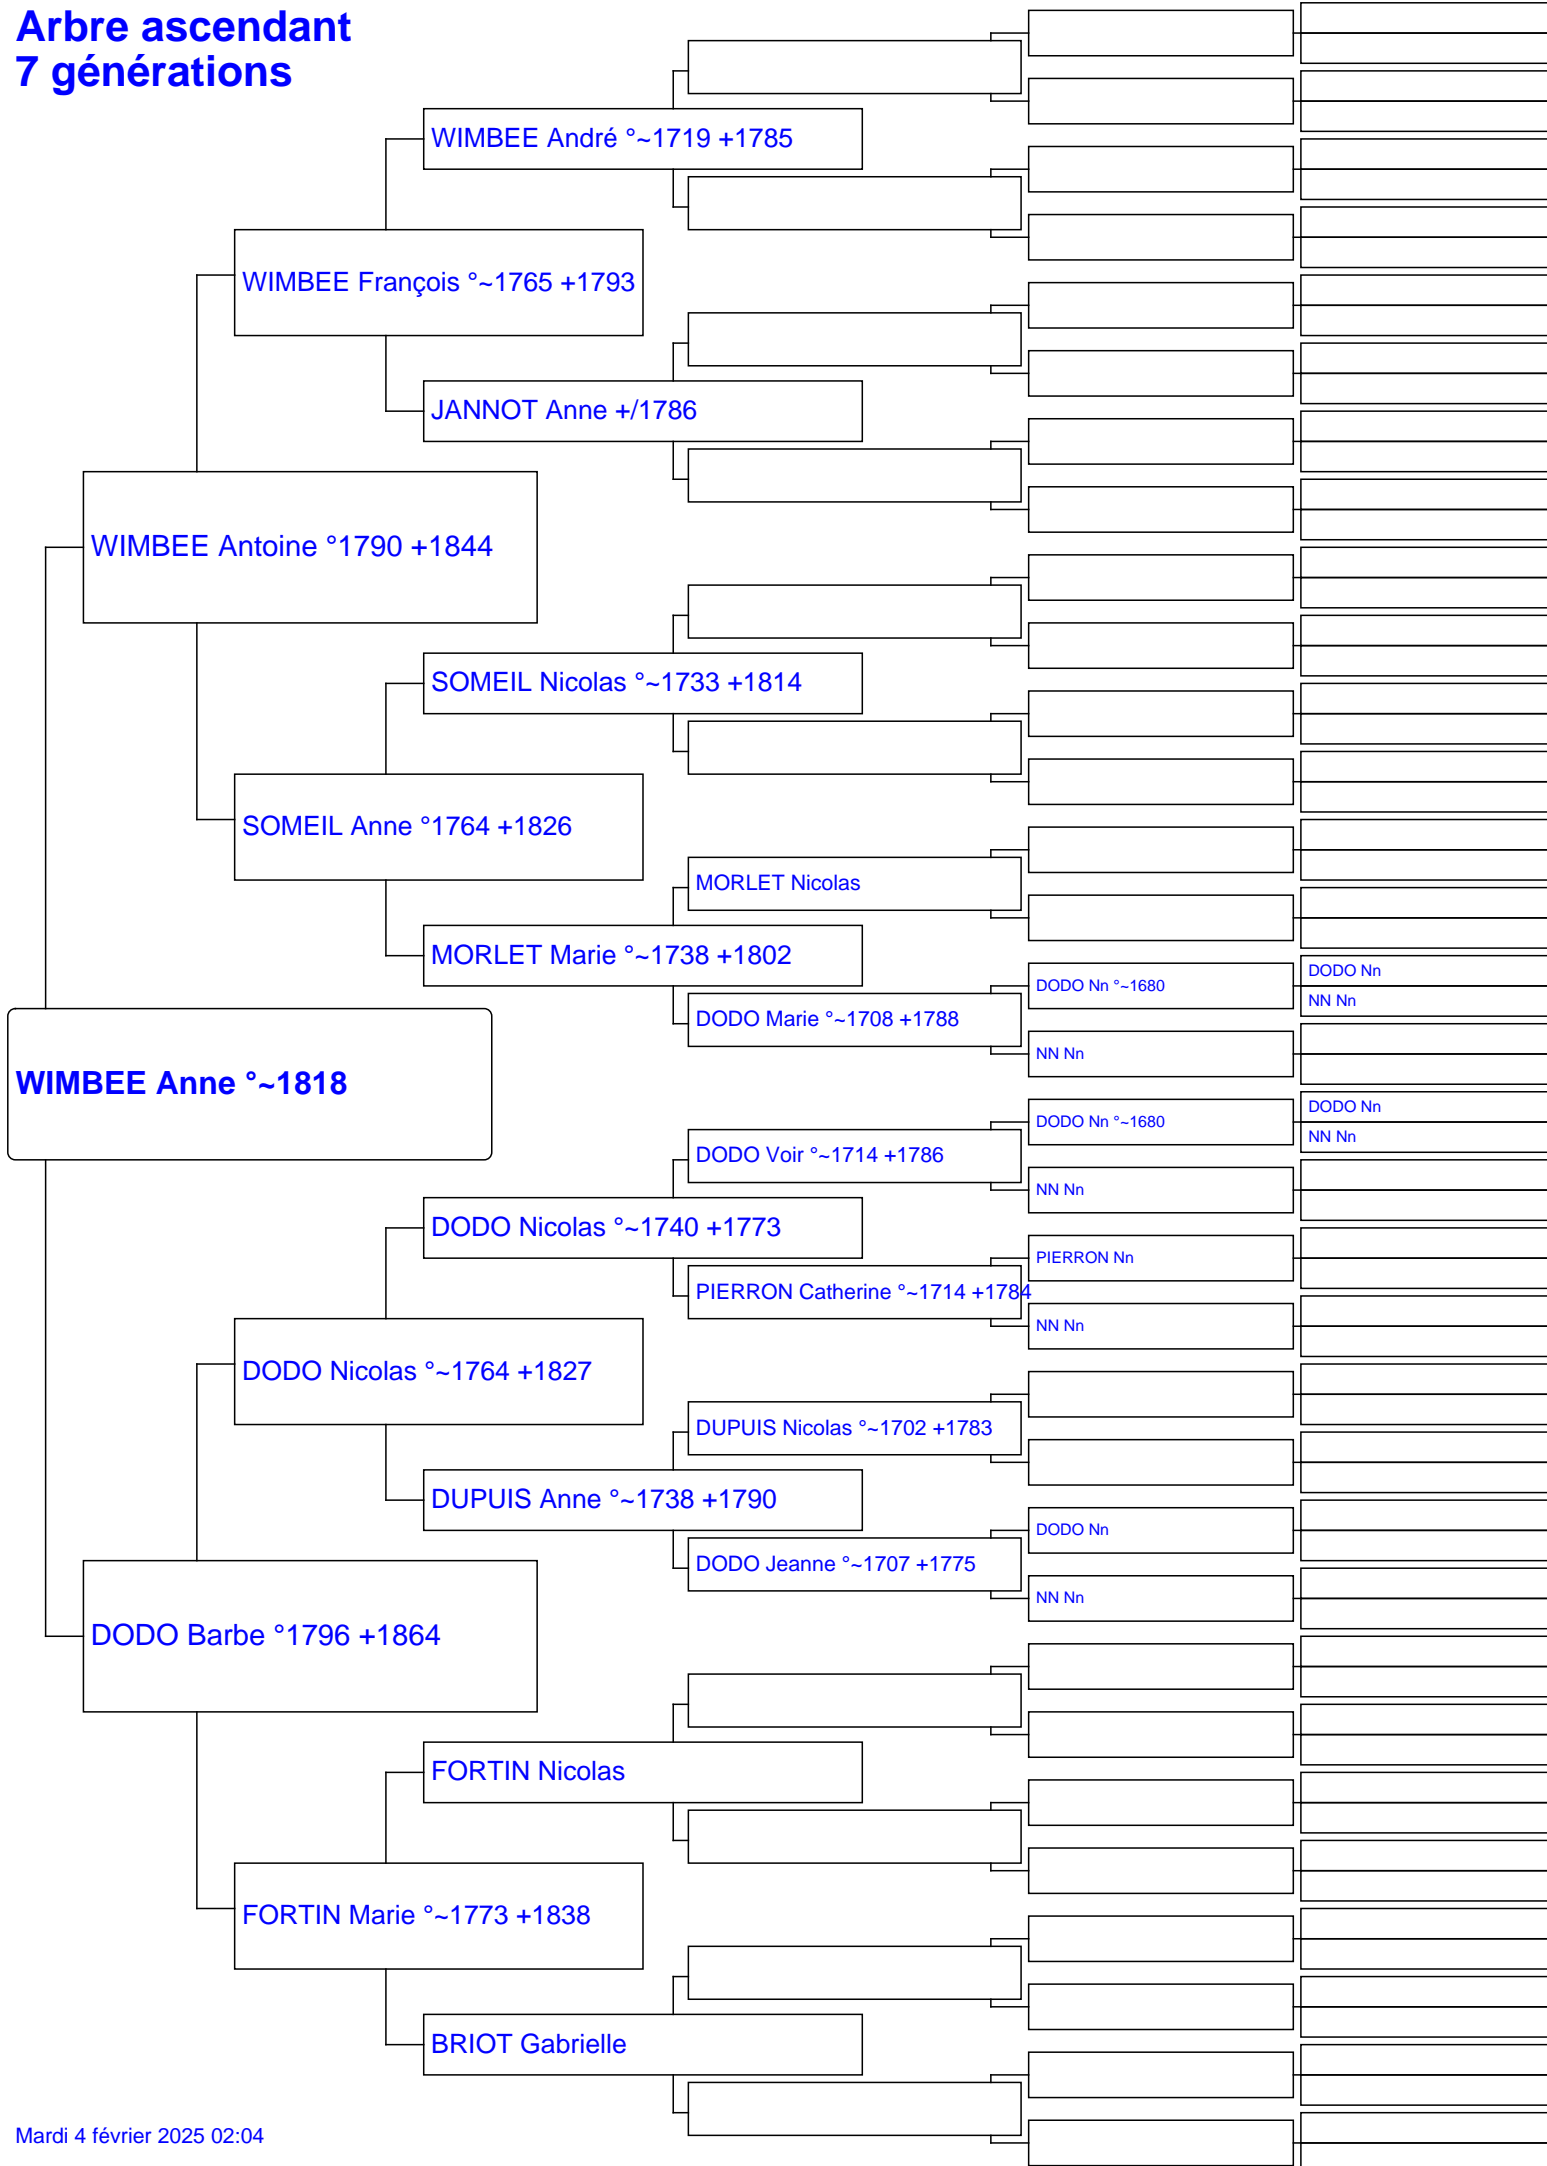 Arbre ascendant
7 générations
WIMBEE André °~1719 +1785
WIMBEE François °~1765 +1793
JANNOT Anne +/1786
WIMBEE Antoine °1790 +1844
SOMEIL Nicolas °~1733 +1814
SOMEIL Anne °1764 +1826
MORLET Nicolas
MORLET Marie °~1738 +1802
DODO Nn
DODO Nn °~1680
NN Nn
DODO Marie °~1708 +1788
NN Nn
WIMBEE Anne °~1818
DODO Nn
DODO Nn °~1680
NN Nn
DODO Voir °~1714 +1786
NN Nn
DODO Nicolas °~1740 +1773
PIERRON Nn
PIERRON Catherine °~1714 +1784
NN Nn
DODO Nicolas °~1764 +1827
DUPUIS Nicolas °~1702 +1783
DUPUIS Anne °~1738 +1790
DODO Nn
DODO Jeanne °~1707 +1775
NN Nn
DODO Barbe °1796 +1864
FORTIN Nicolas
FORTIN Marie °~1773 +1838
BRIOT Gabrielle
Mardi 4 février 2025 02:04